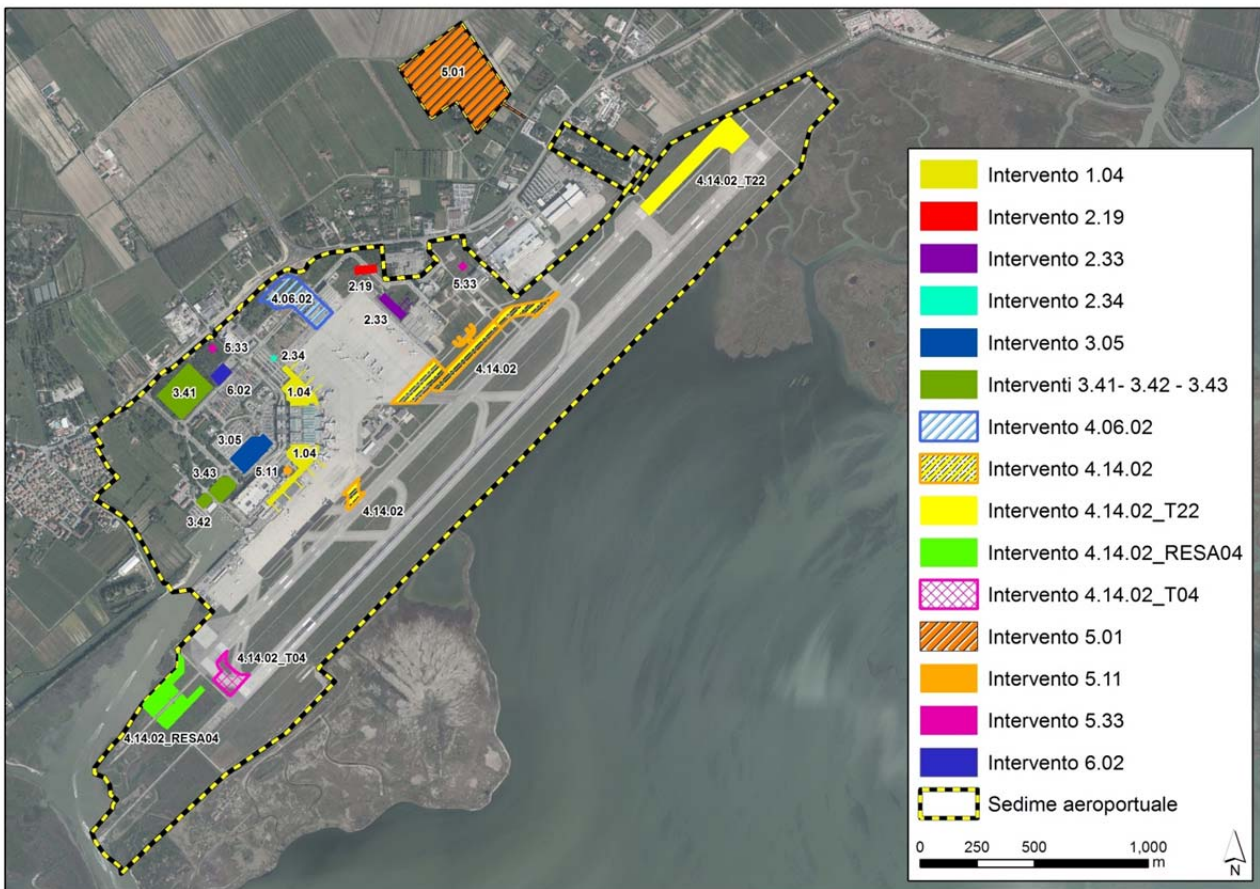 5.01
4.14.02_T22
5.33
2.19
4.06.02
2.33
5.33
2.34
4.14.02
6.02
3.41
1.04
3.05
1.04
5.11
3.43
3.42
4.14.02
4.14.02_T04
4.14.02_RESA04
Intervento 1.04
Intervento 2.19
Intervento 2.33
Intervento 2.34
Intervento 3.05
Interventi 3.41- 3.42 - 3.43
Intervento 4.06.02
Intervento 4.14.02
Intervento 4.14.02_T22
Intervento 4.14.02_RESA04
Intervento 4.14.02_T04
Intervento 5.01
Intervento 5.11
Intervento 5.33
Intervento 6.02
Sedime aeroportuale
0 250 500 1,000
m
N